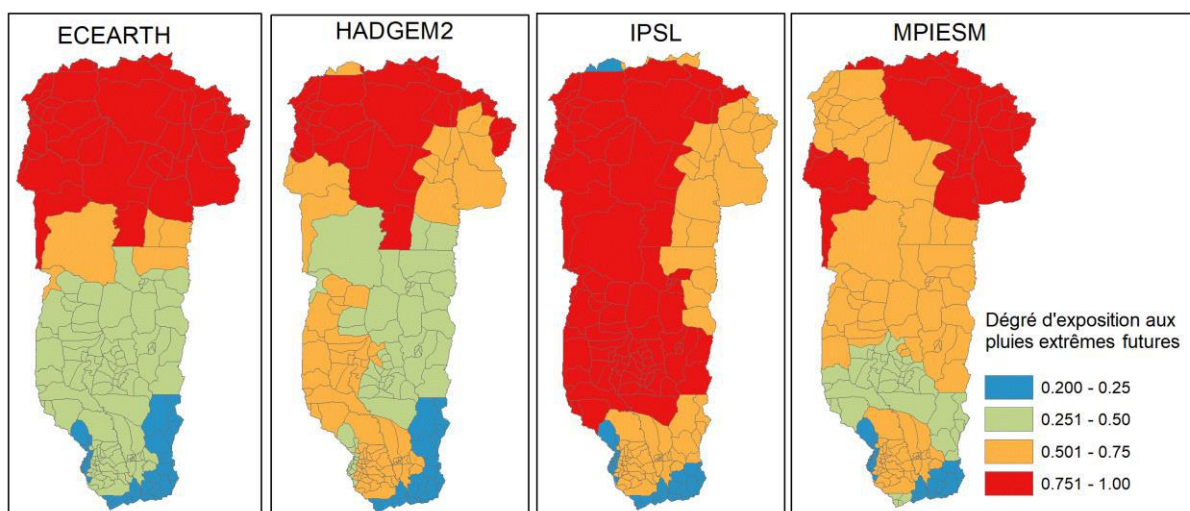 ECEARTH
HADGEM2
IPSL
MPIESM
Dégré d'exposition aux
pluies extrêmes futures
0.200 - 0.25
0.251 - 0.50
0.501 - 0.75
0.751 - 1.00